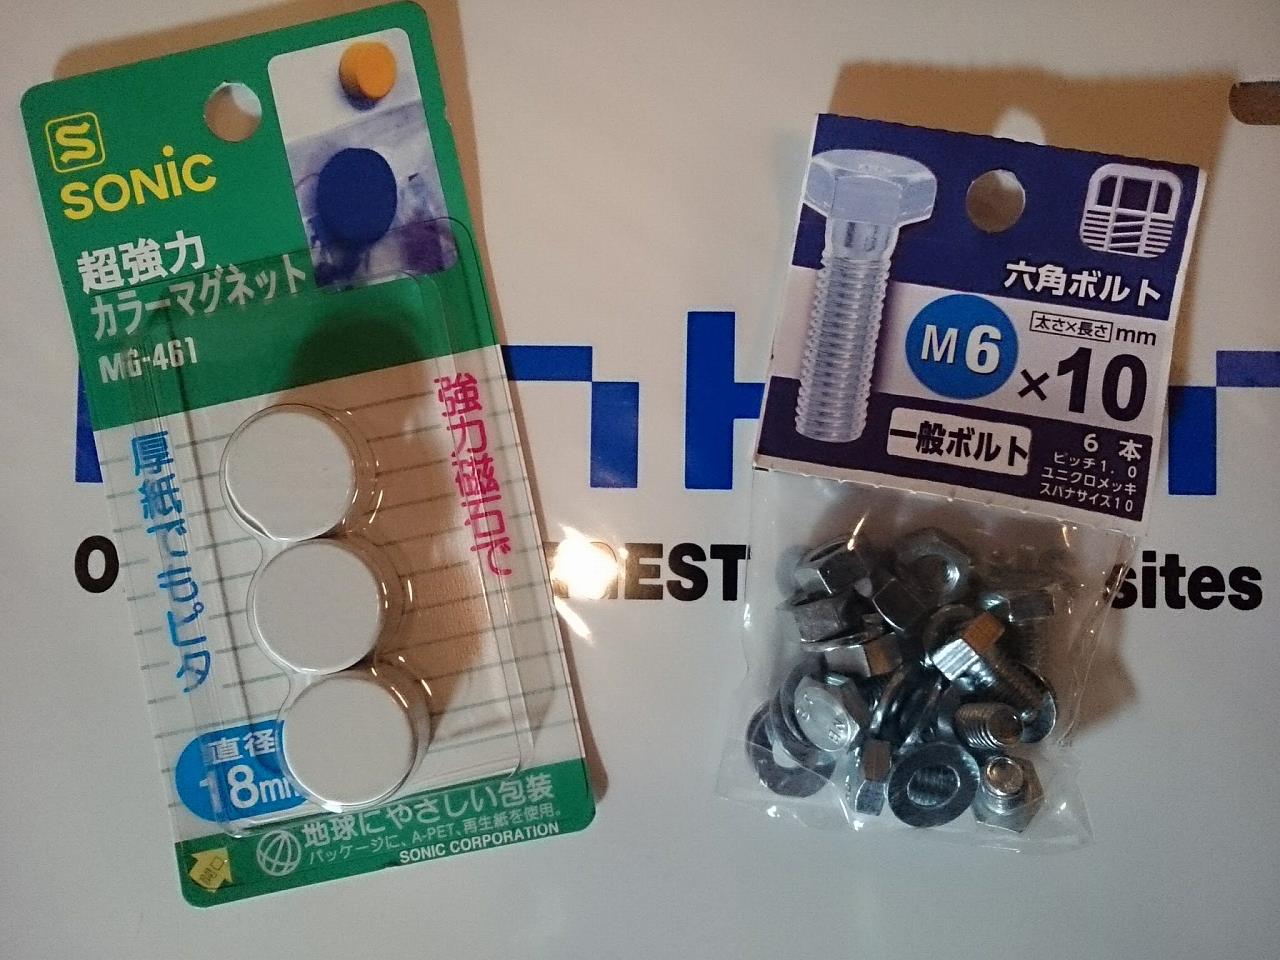 S
SONiC
超強力
カラーマグネット
MG-461
強力磁石で
厚紙でもピタ
直径
18mm
地球にやさしい包装
パッケージに、A-PET、再生紙を使用。
SONIC CORPORATION
開口
六角ボルト
太さ×長さ mm
M6×10
一般ボルト
6本
ピッチ1.0
ユニクロメッキ
スパナサイズ10
sites